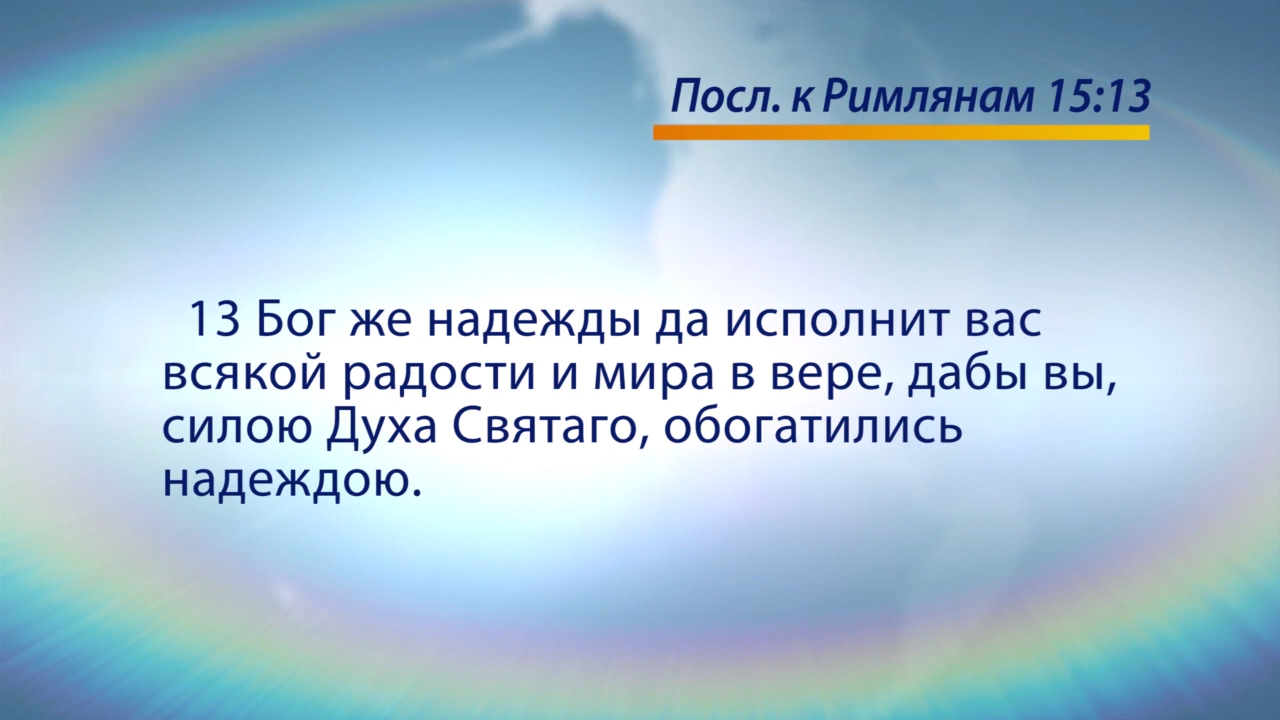 Посл. к Римлянам 15:13
13 Бог же надежды да исполнит вас
всякой радости и мира в вере, дабы вы,
силою Духа Святаго, обогатились
надеждою.